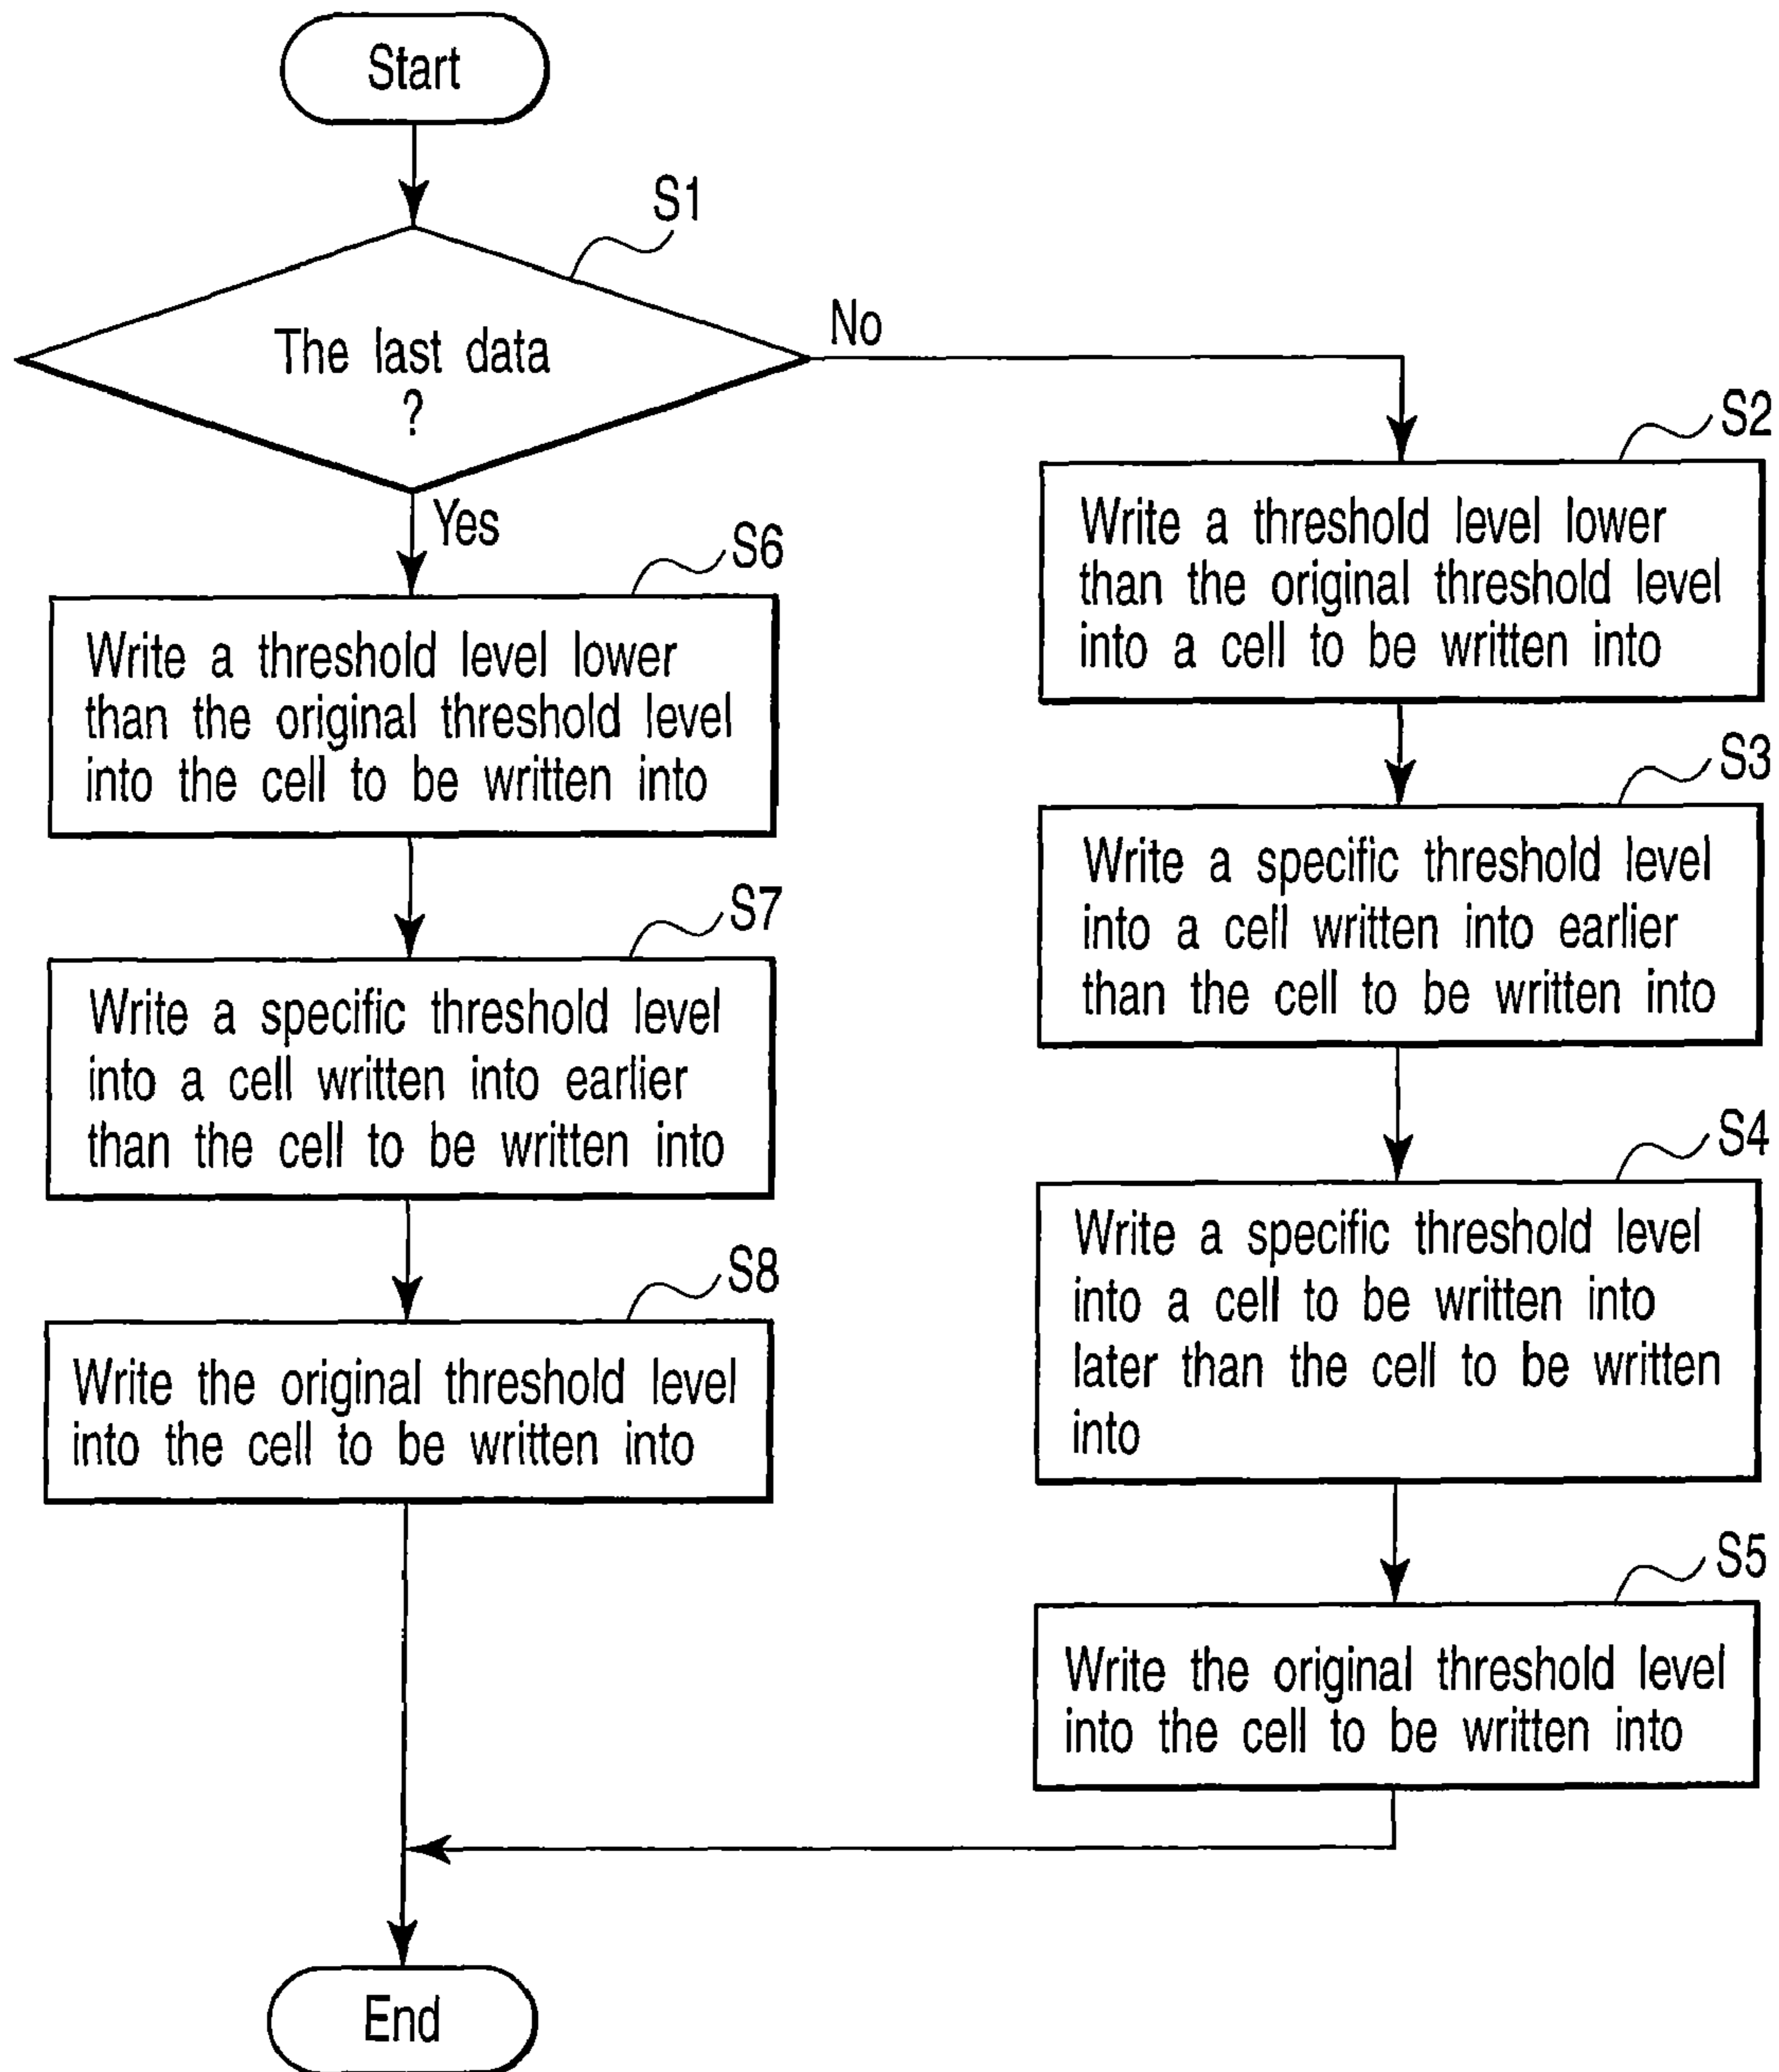 Start
S1
The last data
?
No
Yes
S2
Write a threshold level lower
than the original threshold level
into a cell to be written into
S3
Write a specific threshold level
into a cell written into earlier
than the cell to be written into
S4
Write a specific threshold level
into a cell to be written into
later than the cell to be written
into
S5
Write the original threshold level
into the cell to be written into
S6
Write a threshold level lower
than the original threshold level
into the cell to be written into
S7
Write a specific threshold level
into a cell written into earlier
than the cell to be written into
S8
Write the original threshold level
into the cell to be written into
End